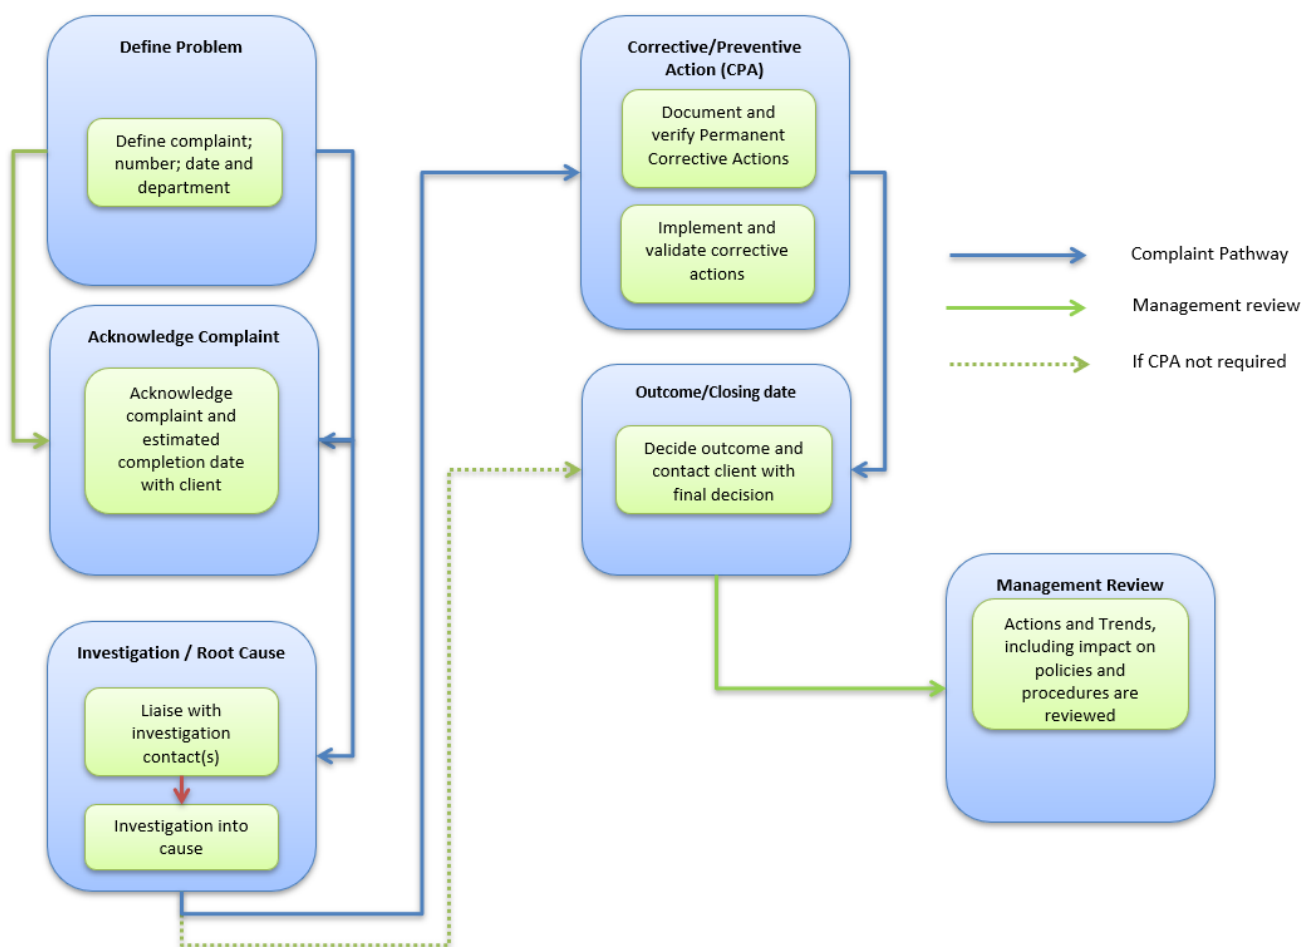 Define Problem
Define complaint;
number; date and
department
Acknowledge Complaint
Acknowledge
complaint and
estimated
completion date
with client
Investigation / Root Cause
Liaise with
investigation
contact(s)
Investigation into
cause
Corrective/Preventive
Action (CPA)
Document and
verify Permanent
Corrective Actions
Implement and
validate corrective
actions
Outcome/Closing date
Decide outcome and
contact client with
final decision
Management Review
Actions and Trends,
including impact on
policies and
procedures are
reviewed
Complaint Pathway
Management review
If CPA not required